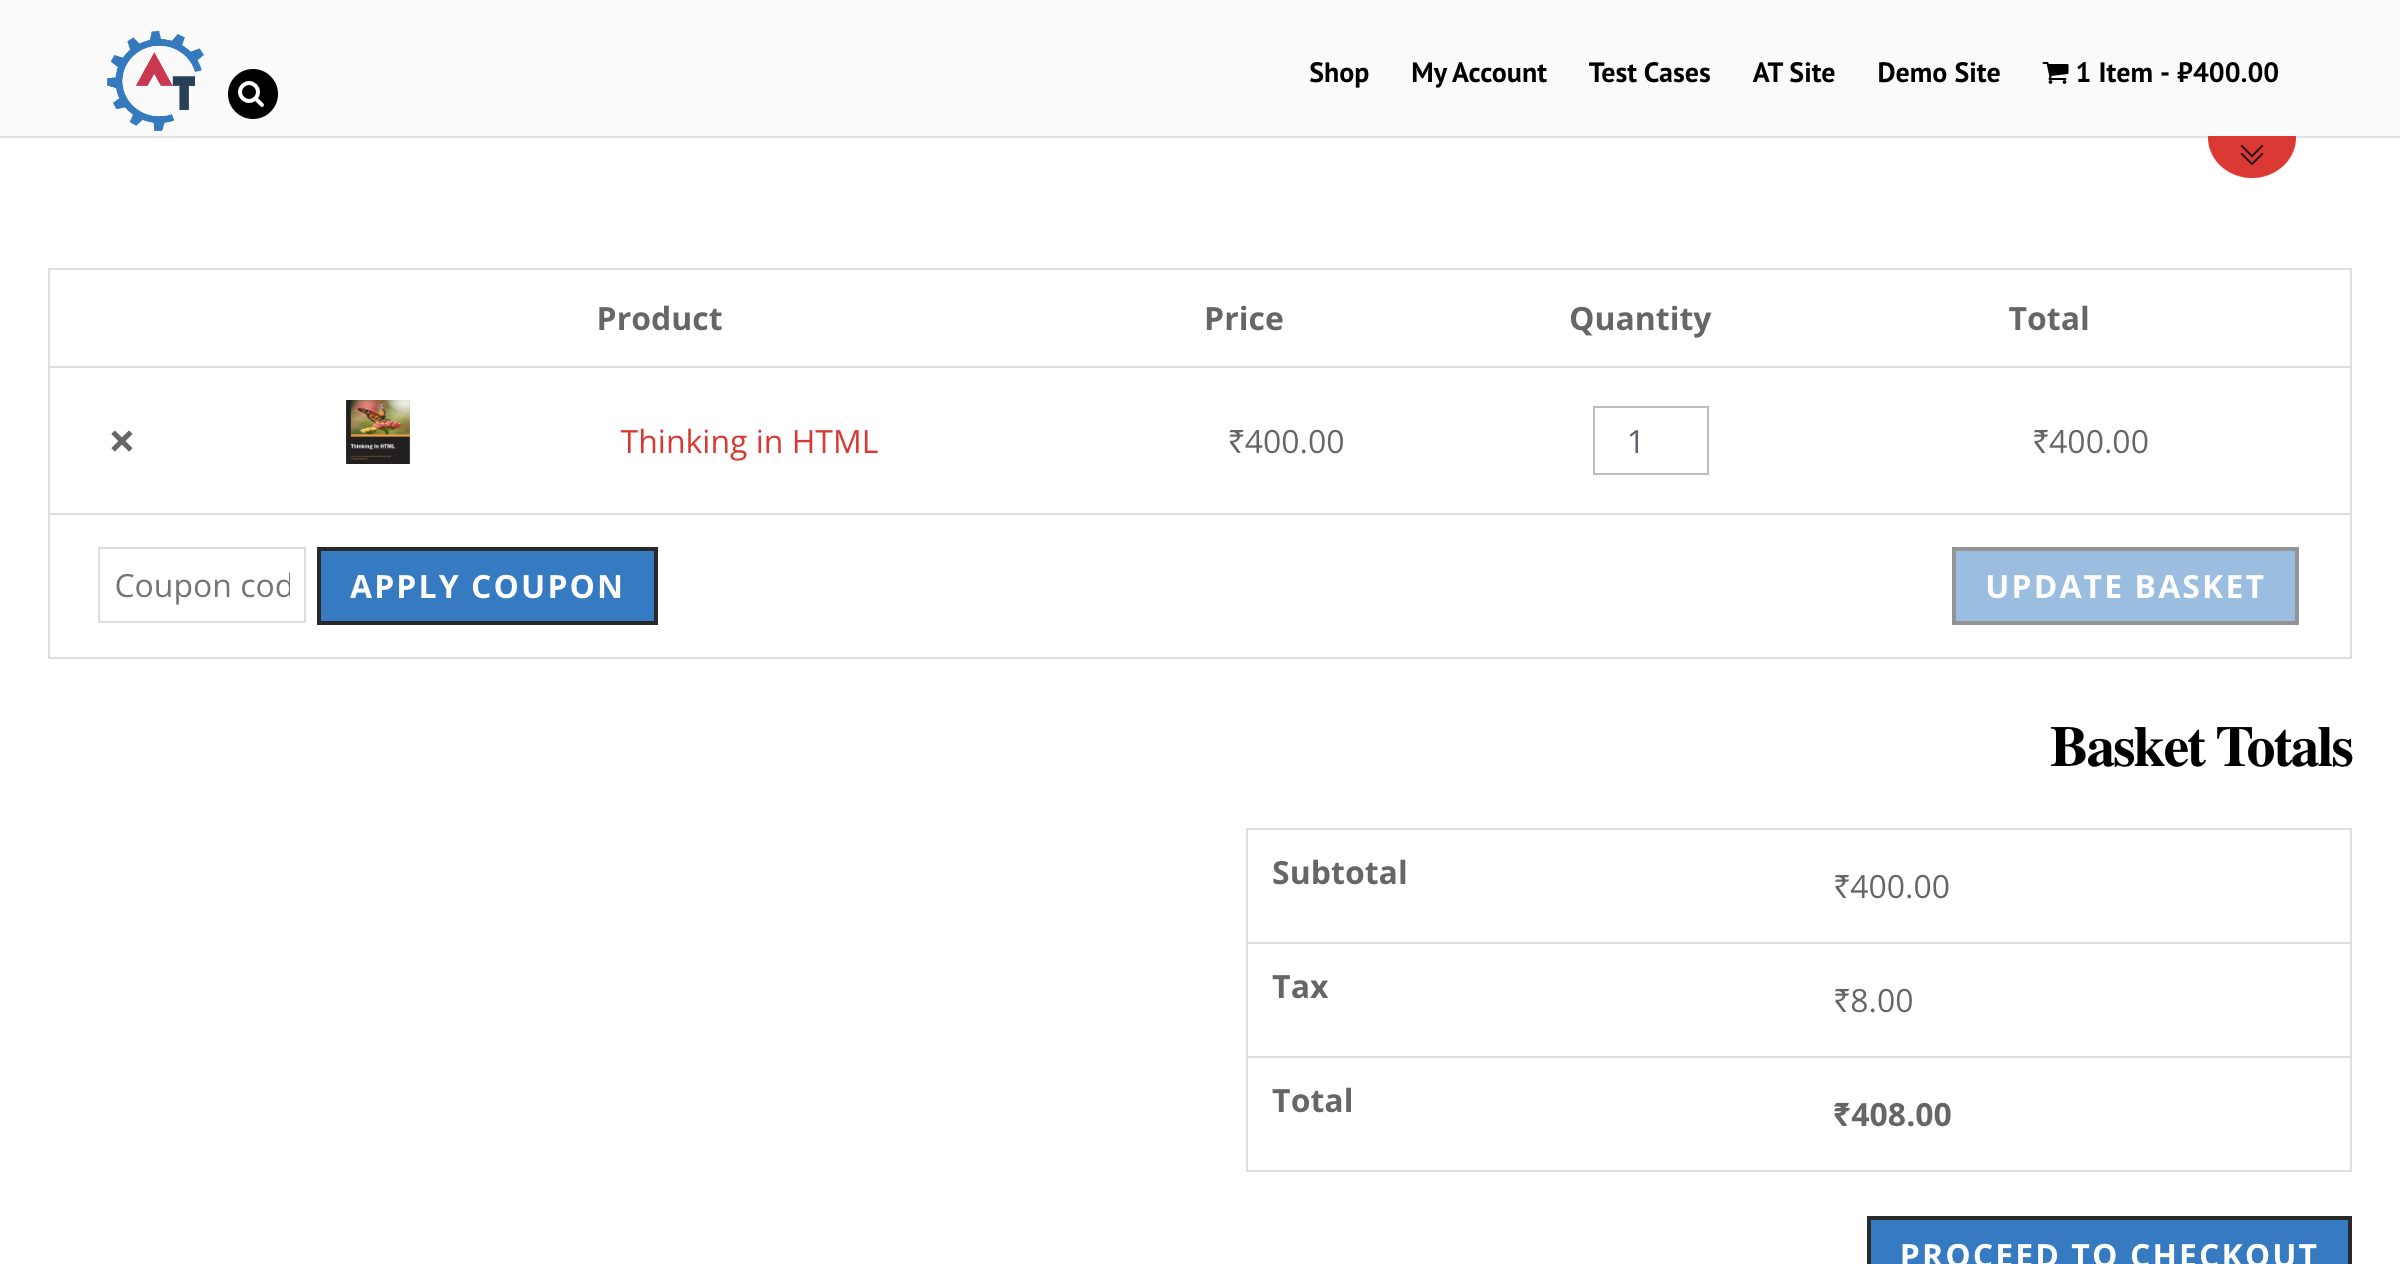 AT
Shop My Account Test Cases AT Site Demo Site 1 Item - ₽400.00
Product Price Quantity Total
× Thinking in HTML Thinking in HTML ₹400.00 1 ₹400.00
Coupon cod APPLY COUPON UPDATE BASKET
Basket Totals
Subtotal ₹400.00
Tax ₹8.00
Total ₹408.00
PROCEED TO CHECKOUT